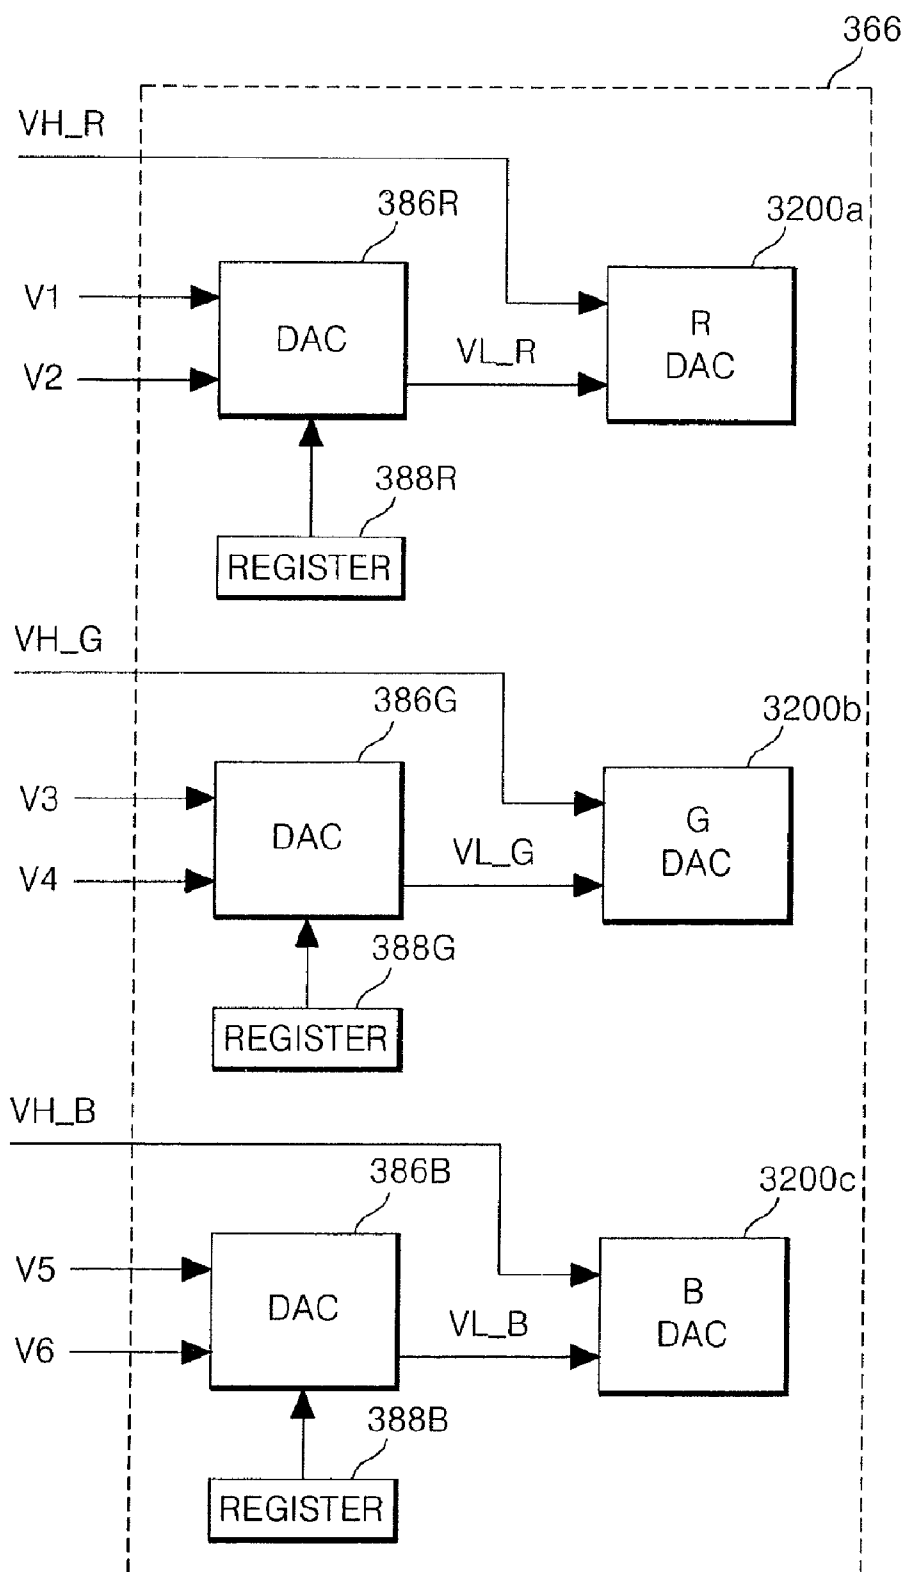 366
VH_R
386R
3200a
V1
DAC
R
DAC
VL_R
V2
388R
REGISTER
VH_G
386G
3200b
V3
DAC
G
DAC
VL_G
V4
388G
REGISTER
VH_B
386B
3200c
V5
DAC
B
DAC
VL_B
V6
388B
REGISTER